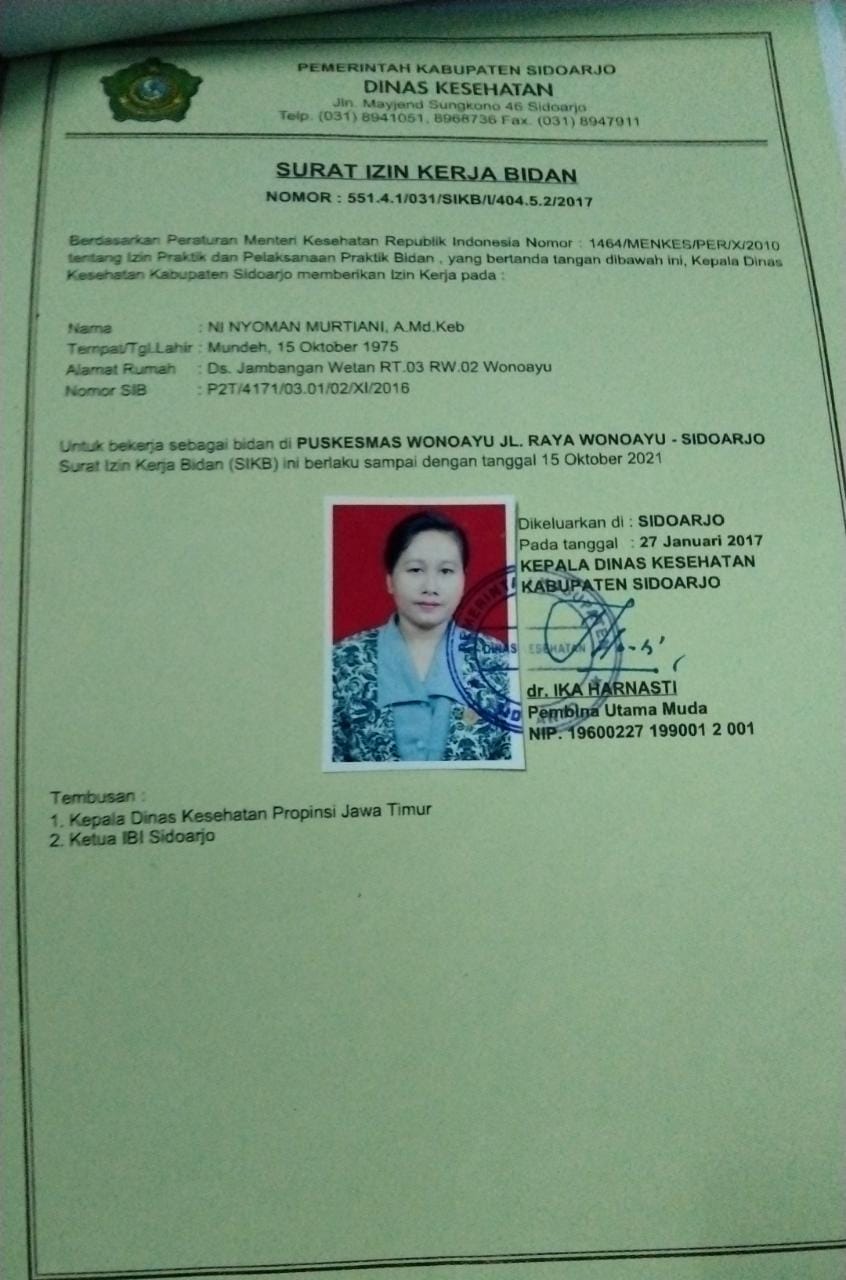 PEMERINTAH KABUPATEN SIDOARJO
DINAS KESEHATAN
Jln. Mayjend Sungkono 46 Sidoarjo
Telp. (031) 8941051, 8968736 Fax. (031) 8947911
SURAT IZIN KERJA BIDAN
NOMOR : 551.4.1/031/SIKB/I/404.5.2/2017
Berdasarkan Peraturan Menteri Kesehatan Republik Indonesia Nomor : 1464/MENKES/PER/X/2010
tentang Izin Praktik dan Pelaksanaan Praktik Bidan , yang bertanda tangan dibawah ini, Kepala Dinas
Kesehatan Kabupaten Sidoarjo memberikan Izin Kerja pada :
Nama : NI NYOMAN MURTIANI, A.Md.Keb
Tempat/Tgl.Lahir : Mundeh, 15 Oktober 1975
Alamat Rumah : Ds. Jambangan Wetan RT.03 RW.02 Wonoayu
Nomor SIB : P2T/4171/03.01/02/XI/2016
Untuk bekerja sebagai bidan di PUSKESMAS WONOAYU JL. RAYA WONOAYU - SIDOARJO
Surat Izin Kerja Bidan (SIKB) ini berlaku sampai dengan tanggal 15 Oktober 2021
Dikeluarkan di : SIDOARJO
Pada tanggal : 27 Januari 2017
KEPALA DINAS KESEHATAN
KABUPATEN SIDOARJO
DINAS KESEHATAN
dr. IKA HARNASTI
Pembina Utama Muda
NIP. 19600227 199001 2 001
Tembusan :
1. Kepala Dinas Kesehatan Propinsi Jawa Timur
2. Ketua IBI Sidoarjo